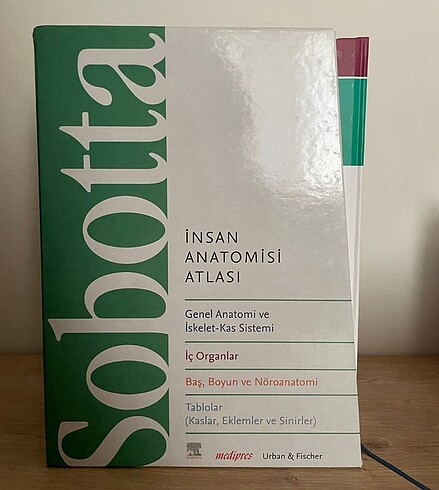 Sobotta
İNSAN
ANATOMİSİ
ATLASI
Genel Anatomi ve
İskelet-Kas Sistemi
İç Organlar
Baş, Boyun ve Nöroanatomi
Tablolar
(Kaslar, Eklemler ve Sinirler)
ELSEVIER
medipres
Urban & Fischer